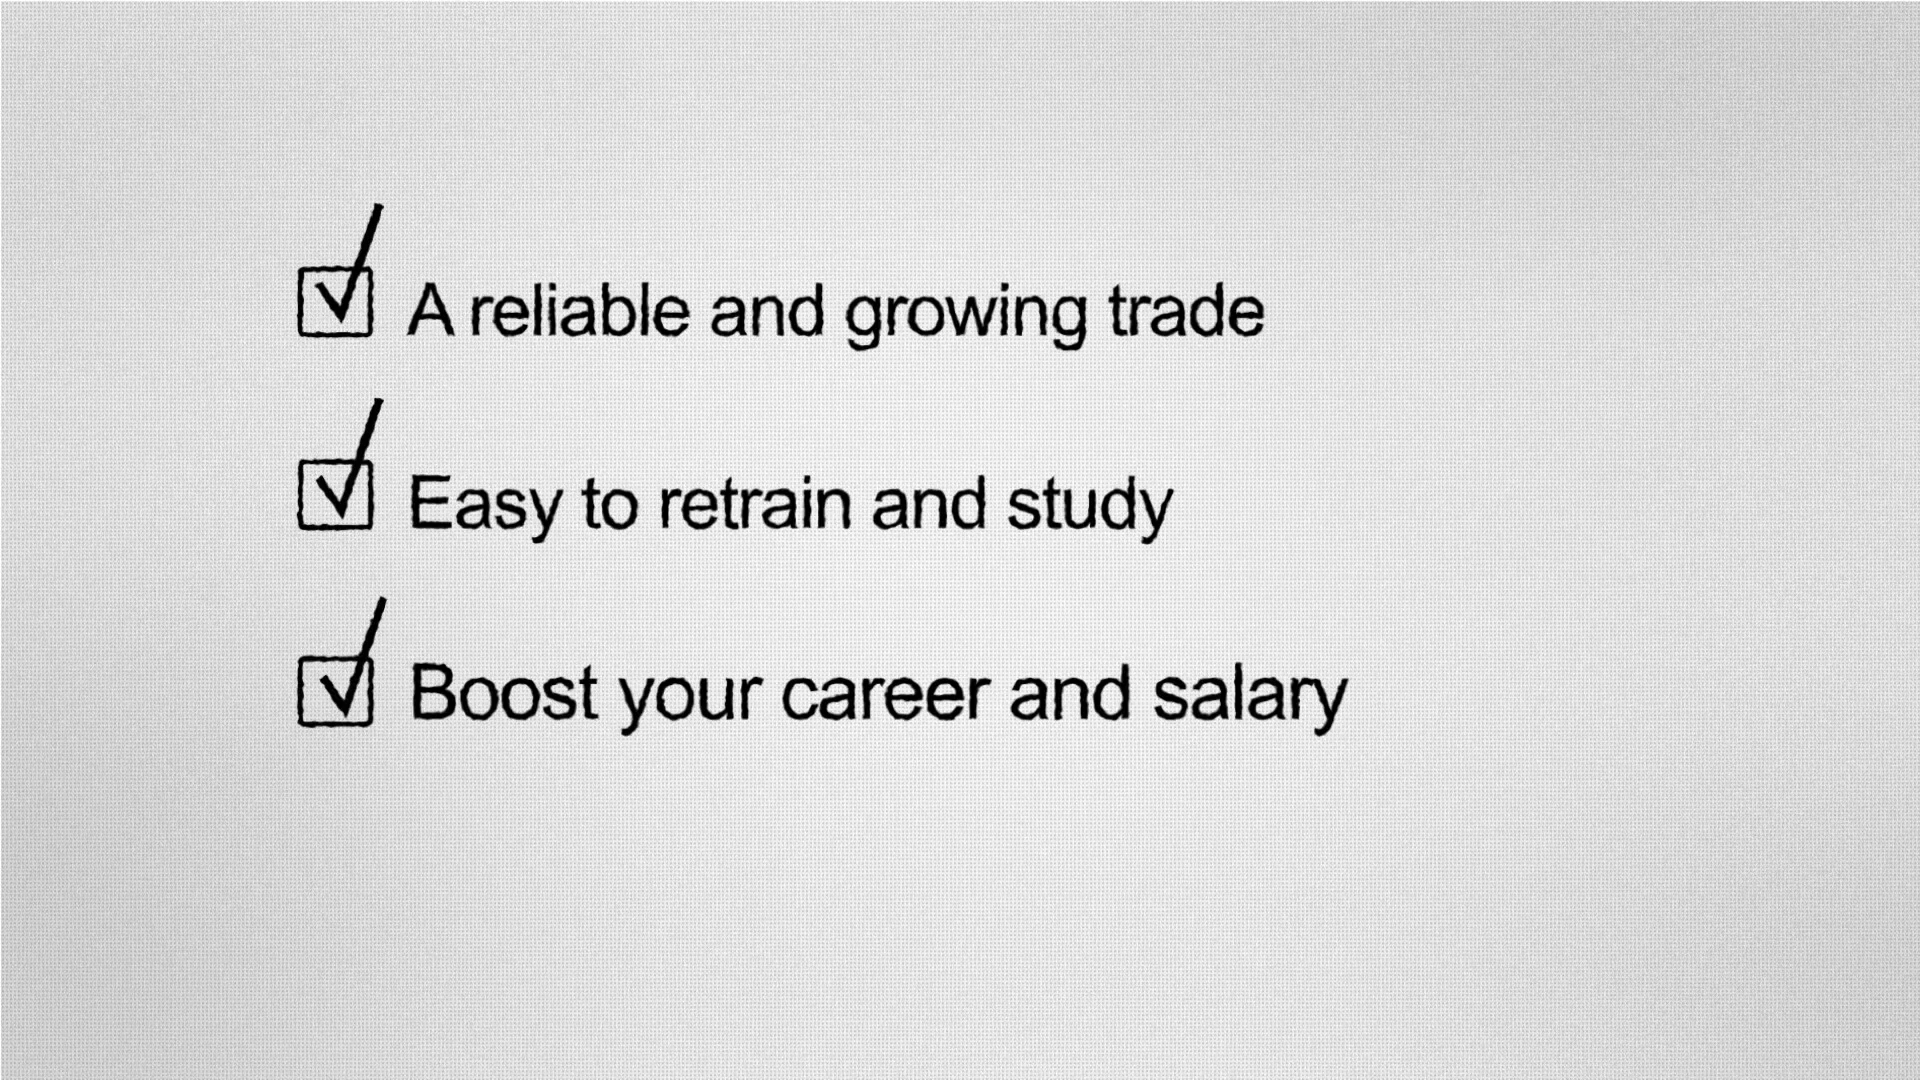 A reliable and growing trade
Easy to retrain and study
Boost your career and salary